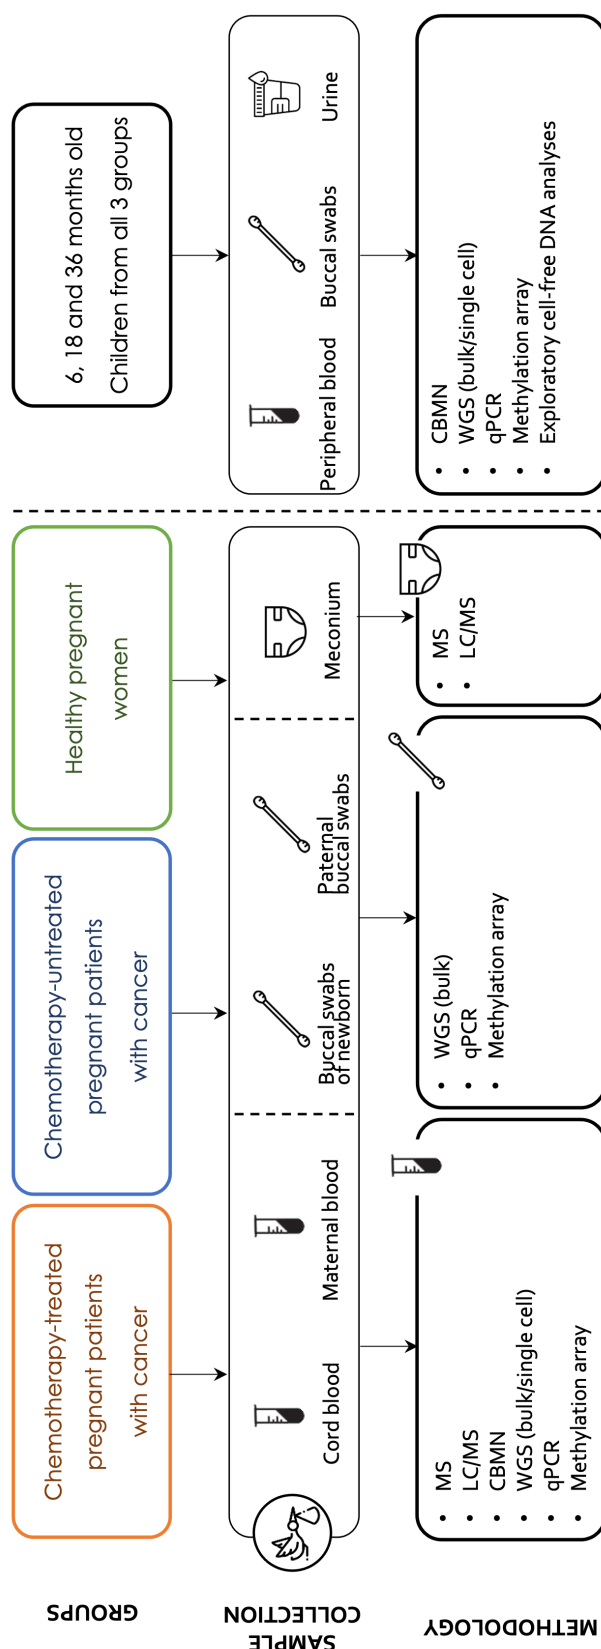 GROUPS
Chemotherapy-treated
pregnant patients
with cancer
Chemotherapy-untreated
pregnant patients
with cancer
Healthy pregnant
women
6, 18 and 36 months old
Children from all 3 groups
SAMPLE
COLLECTION
Cord blood
Maternal blood
Buccal swabs
of newborn
Paternal
buccal swabs
Meconium
Peripheral blood
Buccal swabs
Urine
METHODOLOGY
• MS
• LC/MS
• CBMN
• WGS (bulk/single cell)
• qPCR
• Methylation array
• WGS (bulk)
• qPCR
• Methylation array
• MS
• LC/MS
• CBMN
• WGS (bulk/single cell)
• qPCR
• Methylation array
• Exploratory cell-free DNA analyses